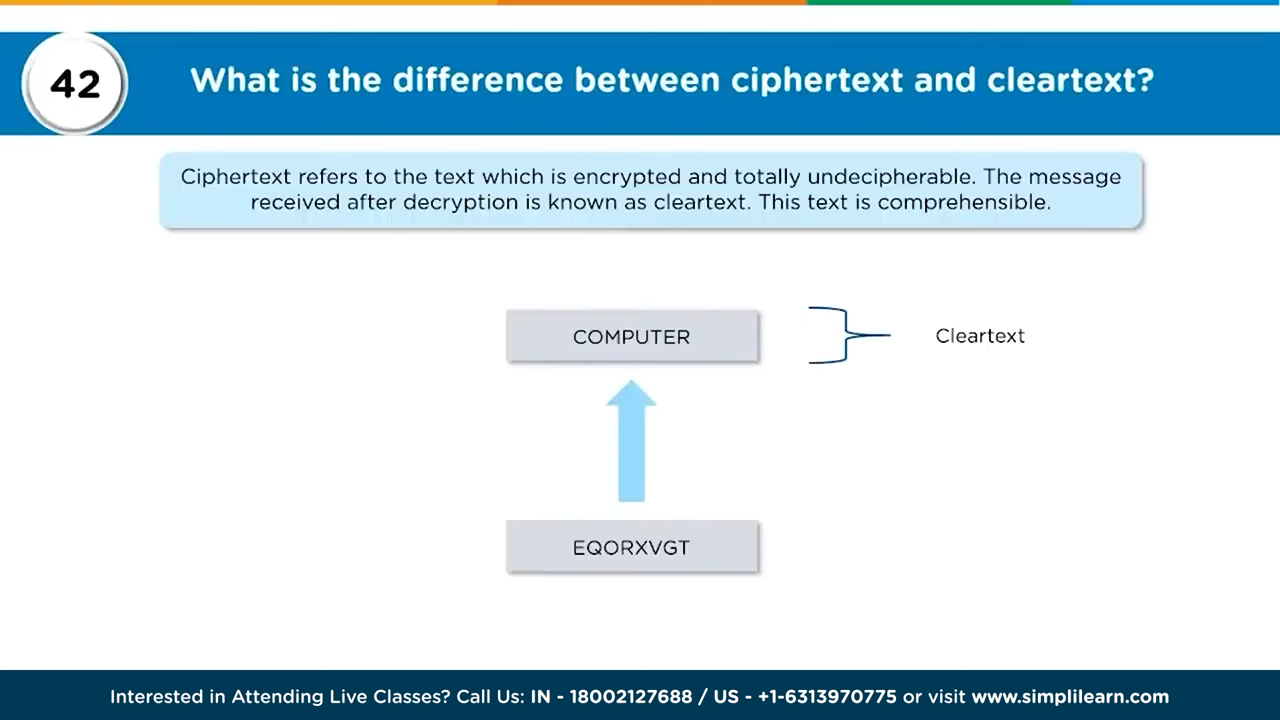 42
What is the difference between ciphertext and cleartext?
Ciphertext refers to the text which is encrypted and totally undecipherable. The message
received after decryption is known as cleartext. This text is comprehensible.
COMPUTER
Cleartext
EQORXVGT
Interested in Attending Live Classes? Call Us: IN - 18002127688 / US - +1-6313970775 or visit www.simplilearn.com